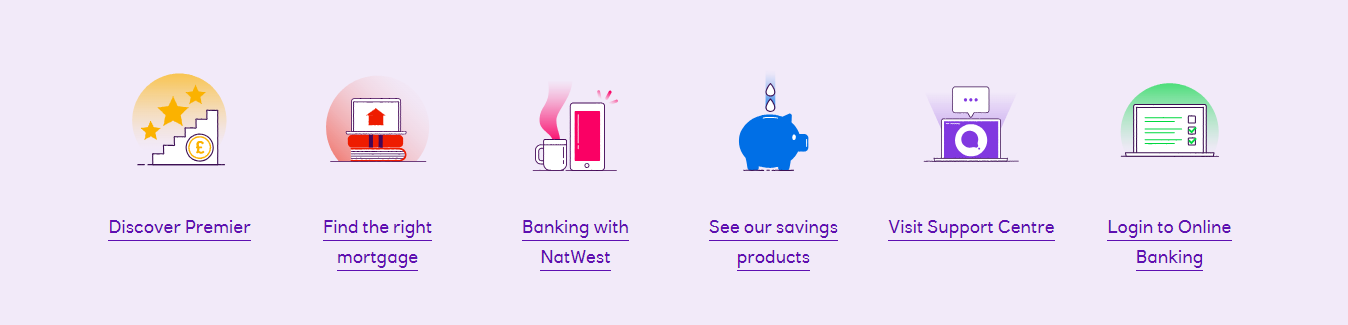 £
Discover Premier
Find the right
mortgage
Banking with
NatWest
See our savings
products
Visit Support Centre
Login to Online
Banking